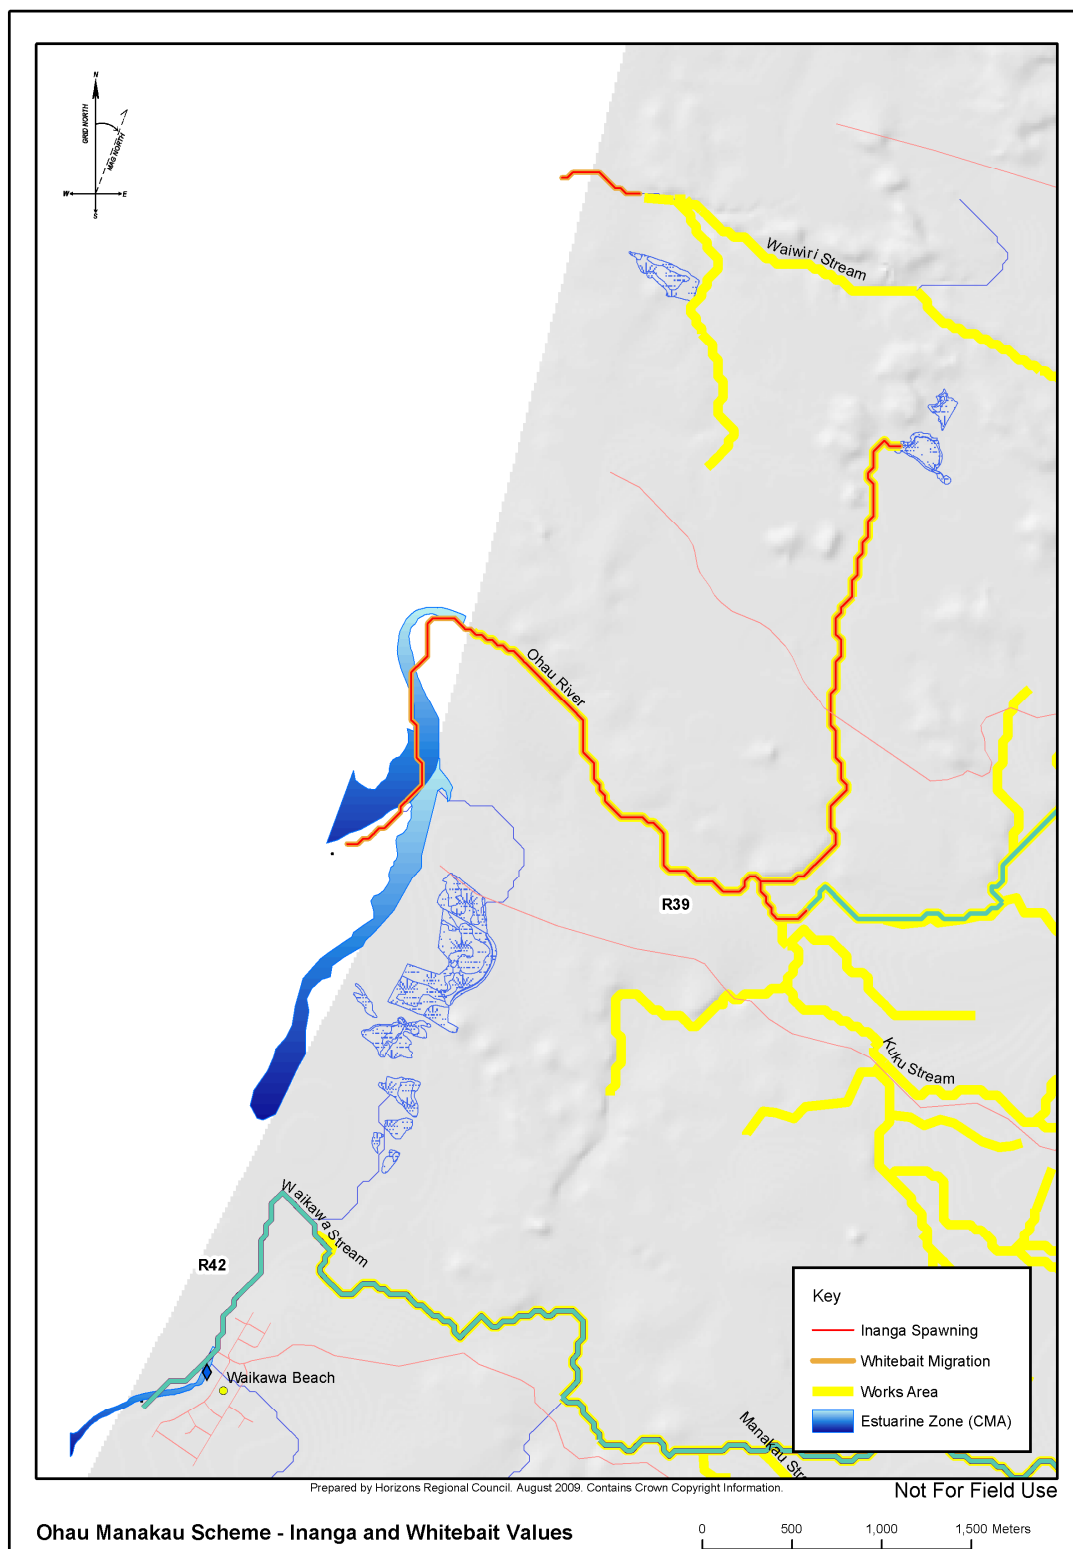 N
GRID NORTH
MAG NORTH
W
E
S
Waiwiri Stream
Ohau River
R39
Kuku Stream
Waikawa Stream
R42
Waikawa Beach
Manakau Stre
Key
Inanga Spawning
Whitebait Migration
Works Area
Estuarine Zone (CMA)
Prepared by Horizons Regional Council. August 2009. Contains Crown Copyright Information.
Not For Field Use
Ohau Manakau Scheme - Inanga and Whitebait Values
0 500 1,000 1,500 Meters